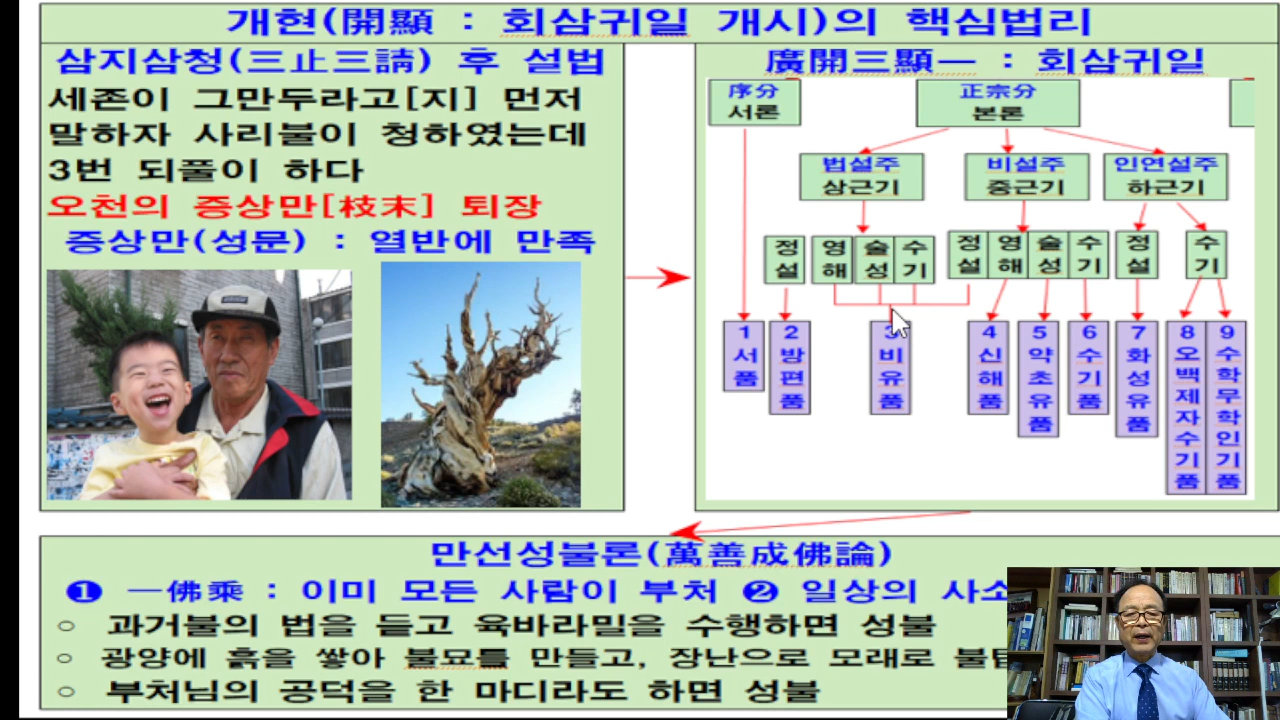 개현(開顯 : 회삼귀일 개시)의 핵심법리
삼지삼청(三止三請) 후 설법
세존이 그만두라고[지] 먼저
말하자 사리불이 청하였는데
3번 되풀이 하다
오천의 증상만[枝末] 퇴장
증상만(성문) : 열반에 만족
廣開三顯一 : 회삼귀일
序分
서론
正宗分
본론
법설주
상근기
비설주
중근기
인연설주
하근기
정설
영해
술성
수기
정설
영해
술성
수기
정설
수기
1 서품
2 방편품
3 비유품
4 신해품
5 약초유품
6 수기품
7 화성유품
8 오백제자수기품
9 수학무학인기품
만선성불론(萬善成佛論)
❶ 一佛乘 : 이미 모든 사람이 부처 ❷ 일상의 사소
○ 과거불의 법을 듣고 육바라밀을 수행하면 성불
○ 광양에 흙을 쌓아 불묘를 만들고, 장난으로 모래로
○ 부처님의 공덕을 한 마디라도 하면 성불